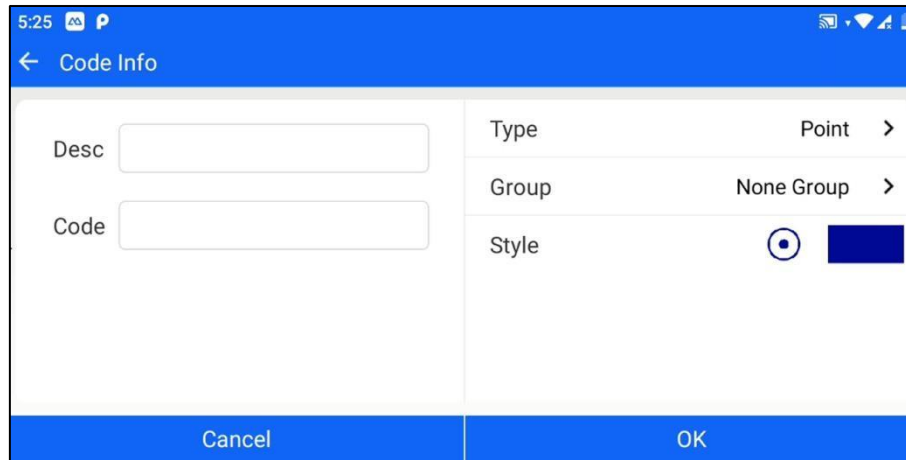 5:25
Code Info
Desc
Code
Type Point
Group None Group
Style
Cancel OK